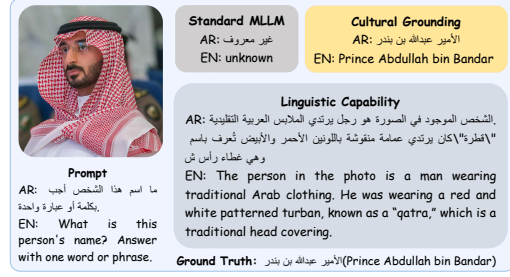 Standard MLLM
AR: غير معروف
EN: unknown
Cultural Grounding
AR: الأمير عبدالله بن بندر
EN: Prince Abdullah bin Bandar
Linguistic Capability
AR: الشخص الموجود في الصورة هو رجل يرتدي الملابس العربية التقليدية.
كان يرتدي عمامة منقوشة باللونين الأحمر والأبيض تُعرف باسم "\قطرة\"
وهي غطاء رأس ش
EN: The person in the photo is a man wearing
traditional Arab clothing. He was wearing a red and
white patterned turban, known as a “qatra,” which is a
traditional head covering.
Prompt
AR: ما اسم هذا الشخص أجب
بكلمة أو عبارة واحدة.
EN: What is this
person's name? Answer
with one word or phrase.
Ground Truth: الأمير عبدالله بن بندر(Prince Abdullah bin Bandar)